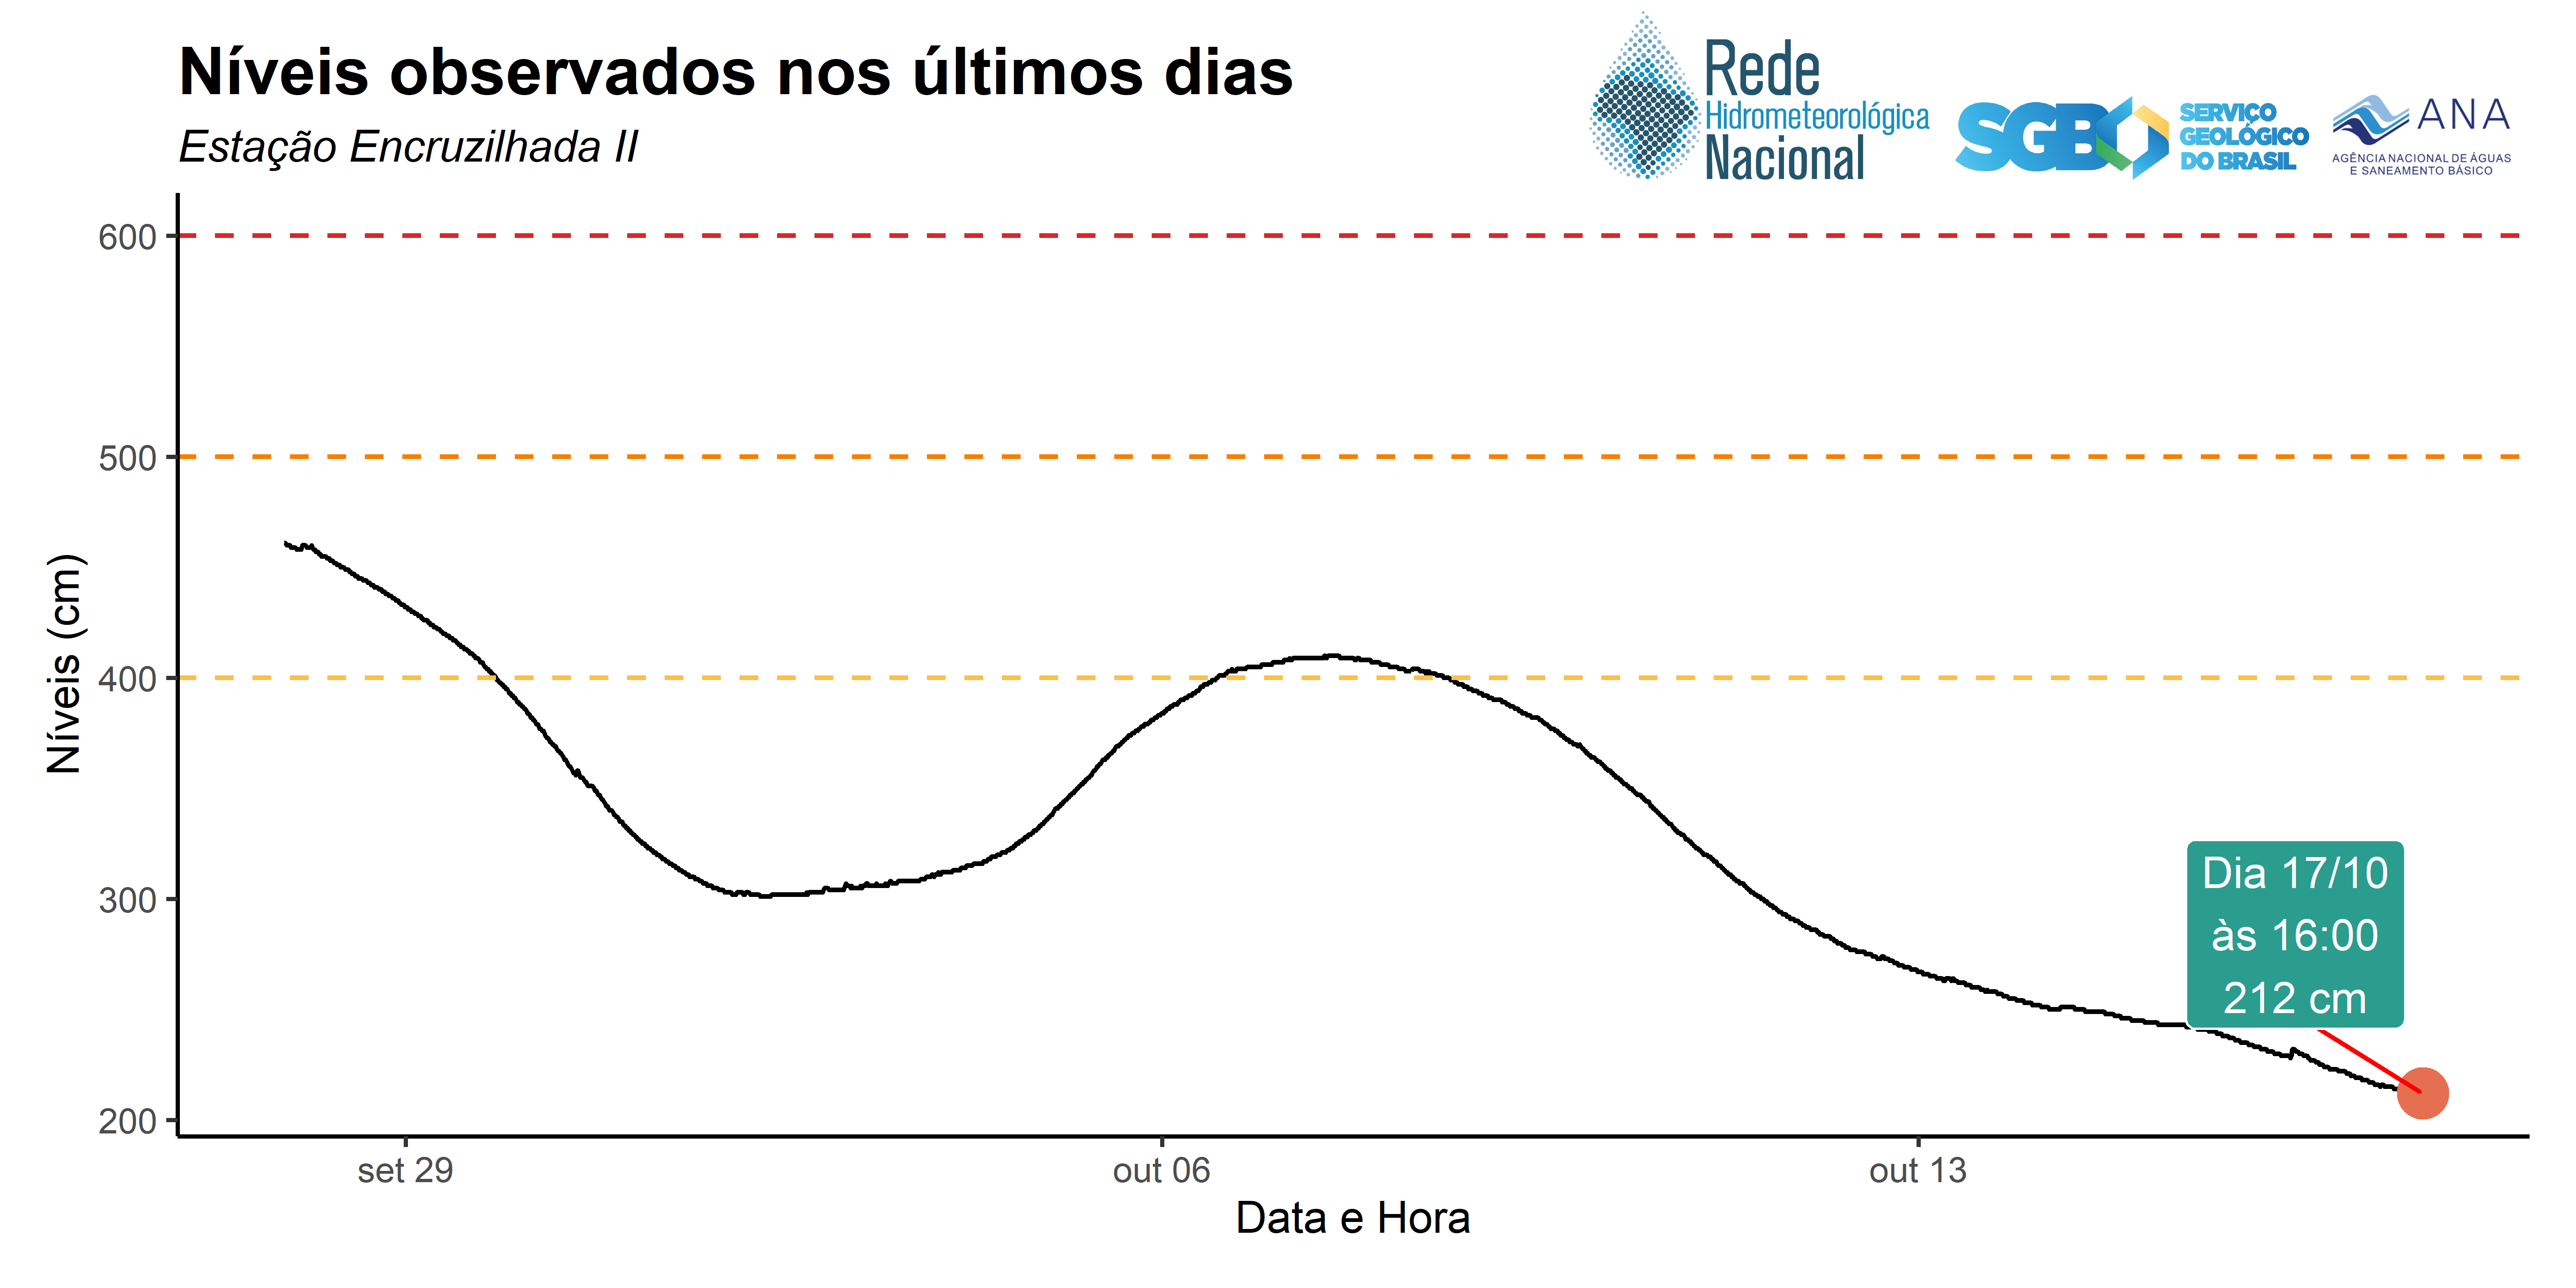 Níveis observados nos últimos dias
Estação Encruzilhada II
Rede
Hidrometeorológica
Nacional
SGB
SERVIÇO
GEOLÓGICO
DO BRASIL
ANA
AGÊNCIA NACIONAL DE ÁGUAS
E SANEAMENTO BÁSICO
Níveis (cm)
600
500
400
300
200
Dia 17/10
às 16:00
212 cm
set 29
out 06
out 13
Data e Hora